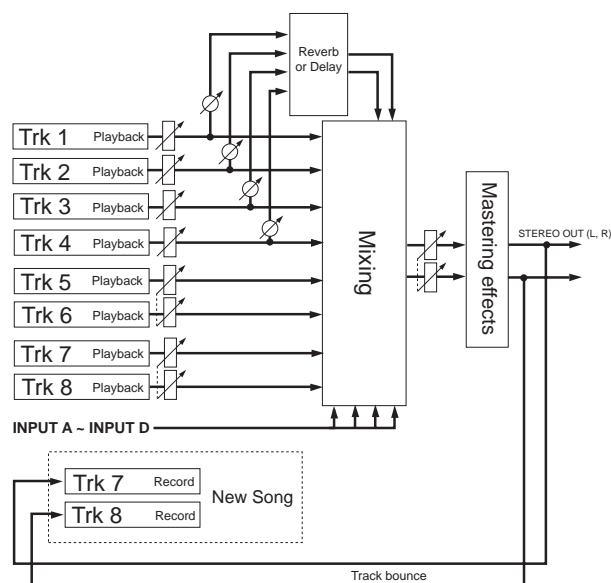 Reverb
or Delay
Trk 1 Playback
Trk 2 Playback
Trk 3 Playback
Trk 4 Playback
Trk 5 Playback
Trk 6 Playback
Trk 7 Playback
Trk 8 Playback
Mixing
Mastering effects
STEREO OUT (L, R)
INPUT A ~ INPUT D
Trk 7 Record
Trk 8 Record
New Song
Track bounce